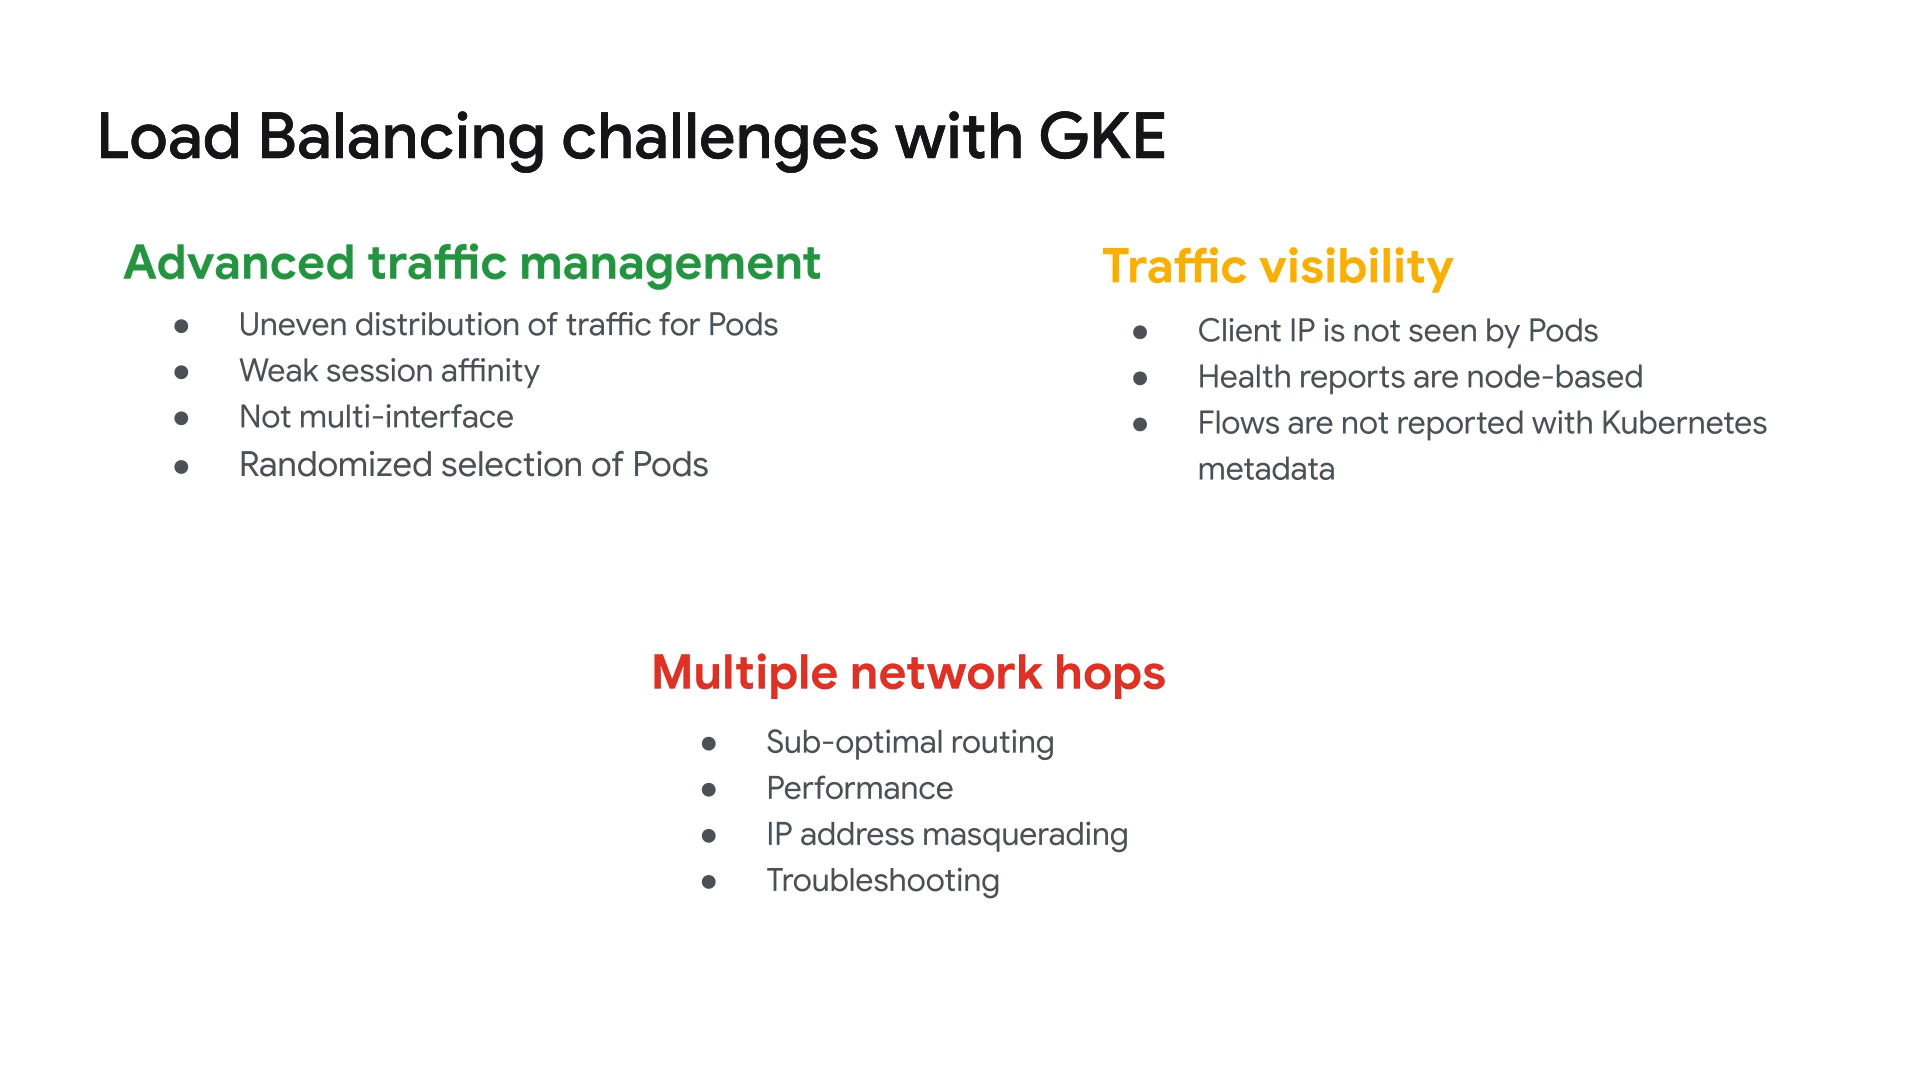 Load Balancing challenges with GKE
Advanced traffic management
● Uneven distribution of traffic for Pods
● Weak session affinity
● Not multi-interface
● Randomized selection of Pods
Traffic visibility
● Client IP is not seen by Pods
● Health reports are node-based
● Flows are not reported with Kubernetes
metadata
Multiple network hops
● Sub-optimal routing
● Performance
● IP address masquerading
● Troubleshooting